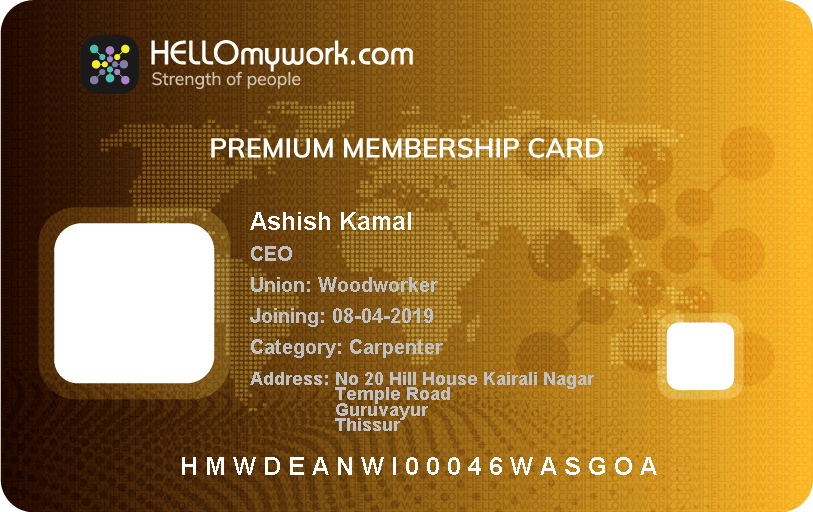 HELLOmywork.com
Strength of people
PREMIUM MEMBERSHIP CARD
Ashish Kamal
CEO
Union: Woodworker
Joining: 08-04-2019
Category: Carpenter
Address: No 20 Hill House Kairali Nagar
Temple Road
Guruvayur
Thissur
HMWDEANWI00046WASGOA